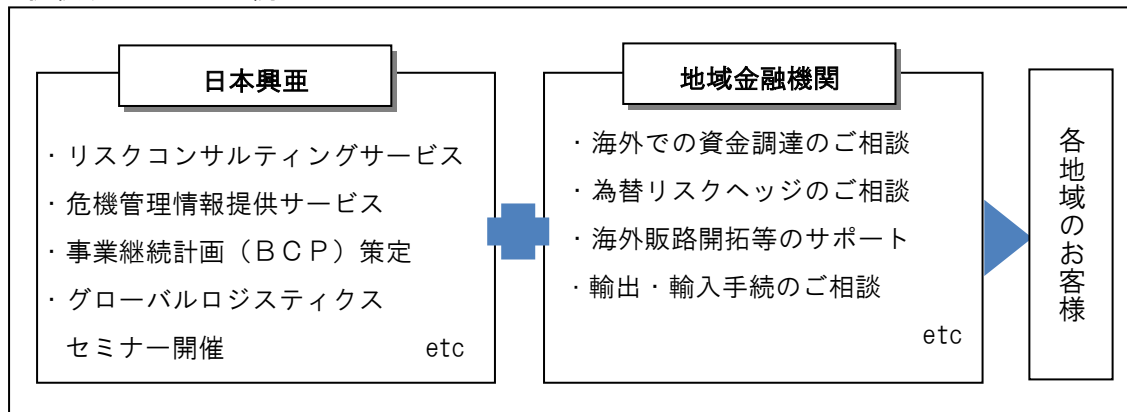 日本興亜
・リスクコンサルティングサービス
・危機管理情報提供サービス
・事業継続計画（ＢＣＰ）策定
・グローバルロジスティクス
セミナー開催 etc
地域金融機関
・海外での資金調達のご相談
・為替リスクヘッジのご相談
・海外販路開拓等のサポート
・輸出・輸入手続のご相談
etc
各地域のお客様